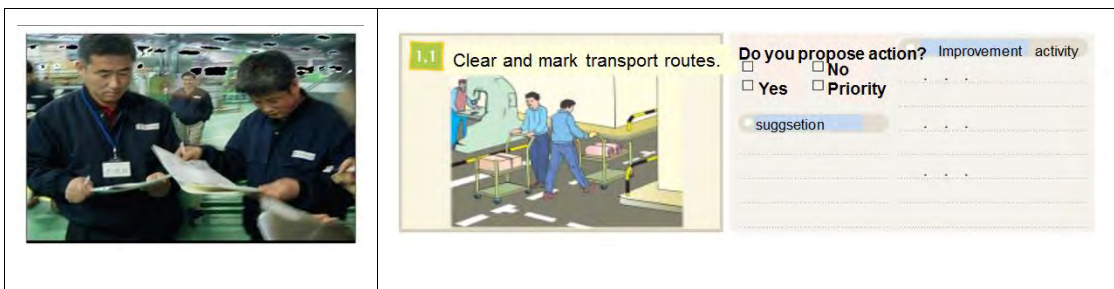 1.1 Clear and mark transport routes.
Do you propose action?
□ □ No
□ Yes □ Priority
suggsetion
Improvement activity
. . .
. . .
. . .